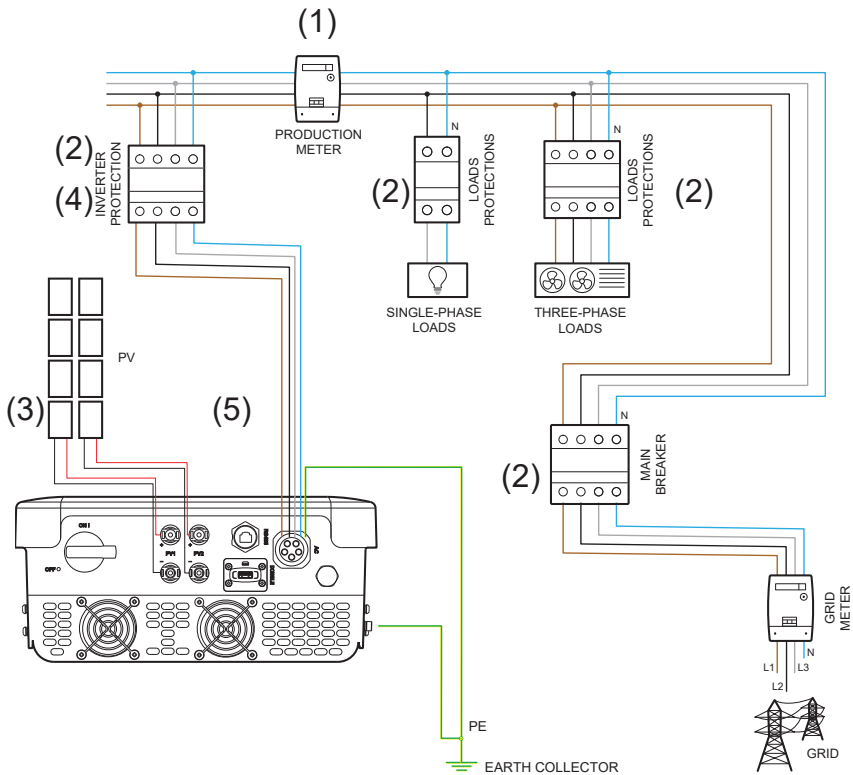 (1)
PRODUCTION
METER
(2)
(4)
INVERTER
PROTECTION
N
(2)
LOADS
PROTECTIONS
N
LOADS
PROTECTIONS
(2)
SINGLE-PHASE
LOADS
THREE-PHASE
LOADS
PV
(3)
(5)
N
(2)
MAIN
BREAKER
ON I
OFF O
+
PV1
-
+
PV2
-
DONGLE
AC
GRID
METER
L1
L2
L3
N
PE
EARTH COLLECTOR
GRID